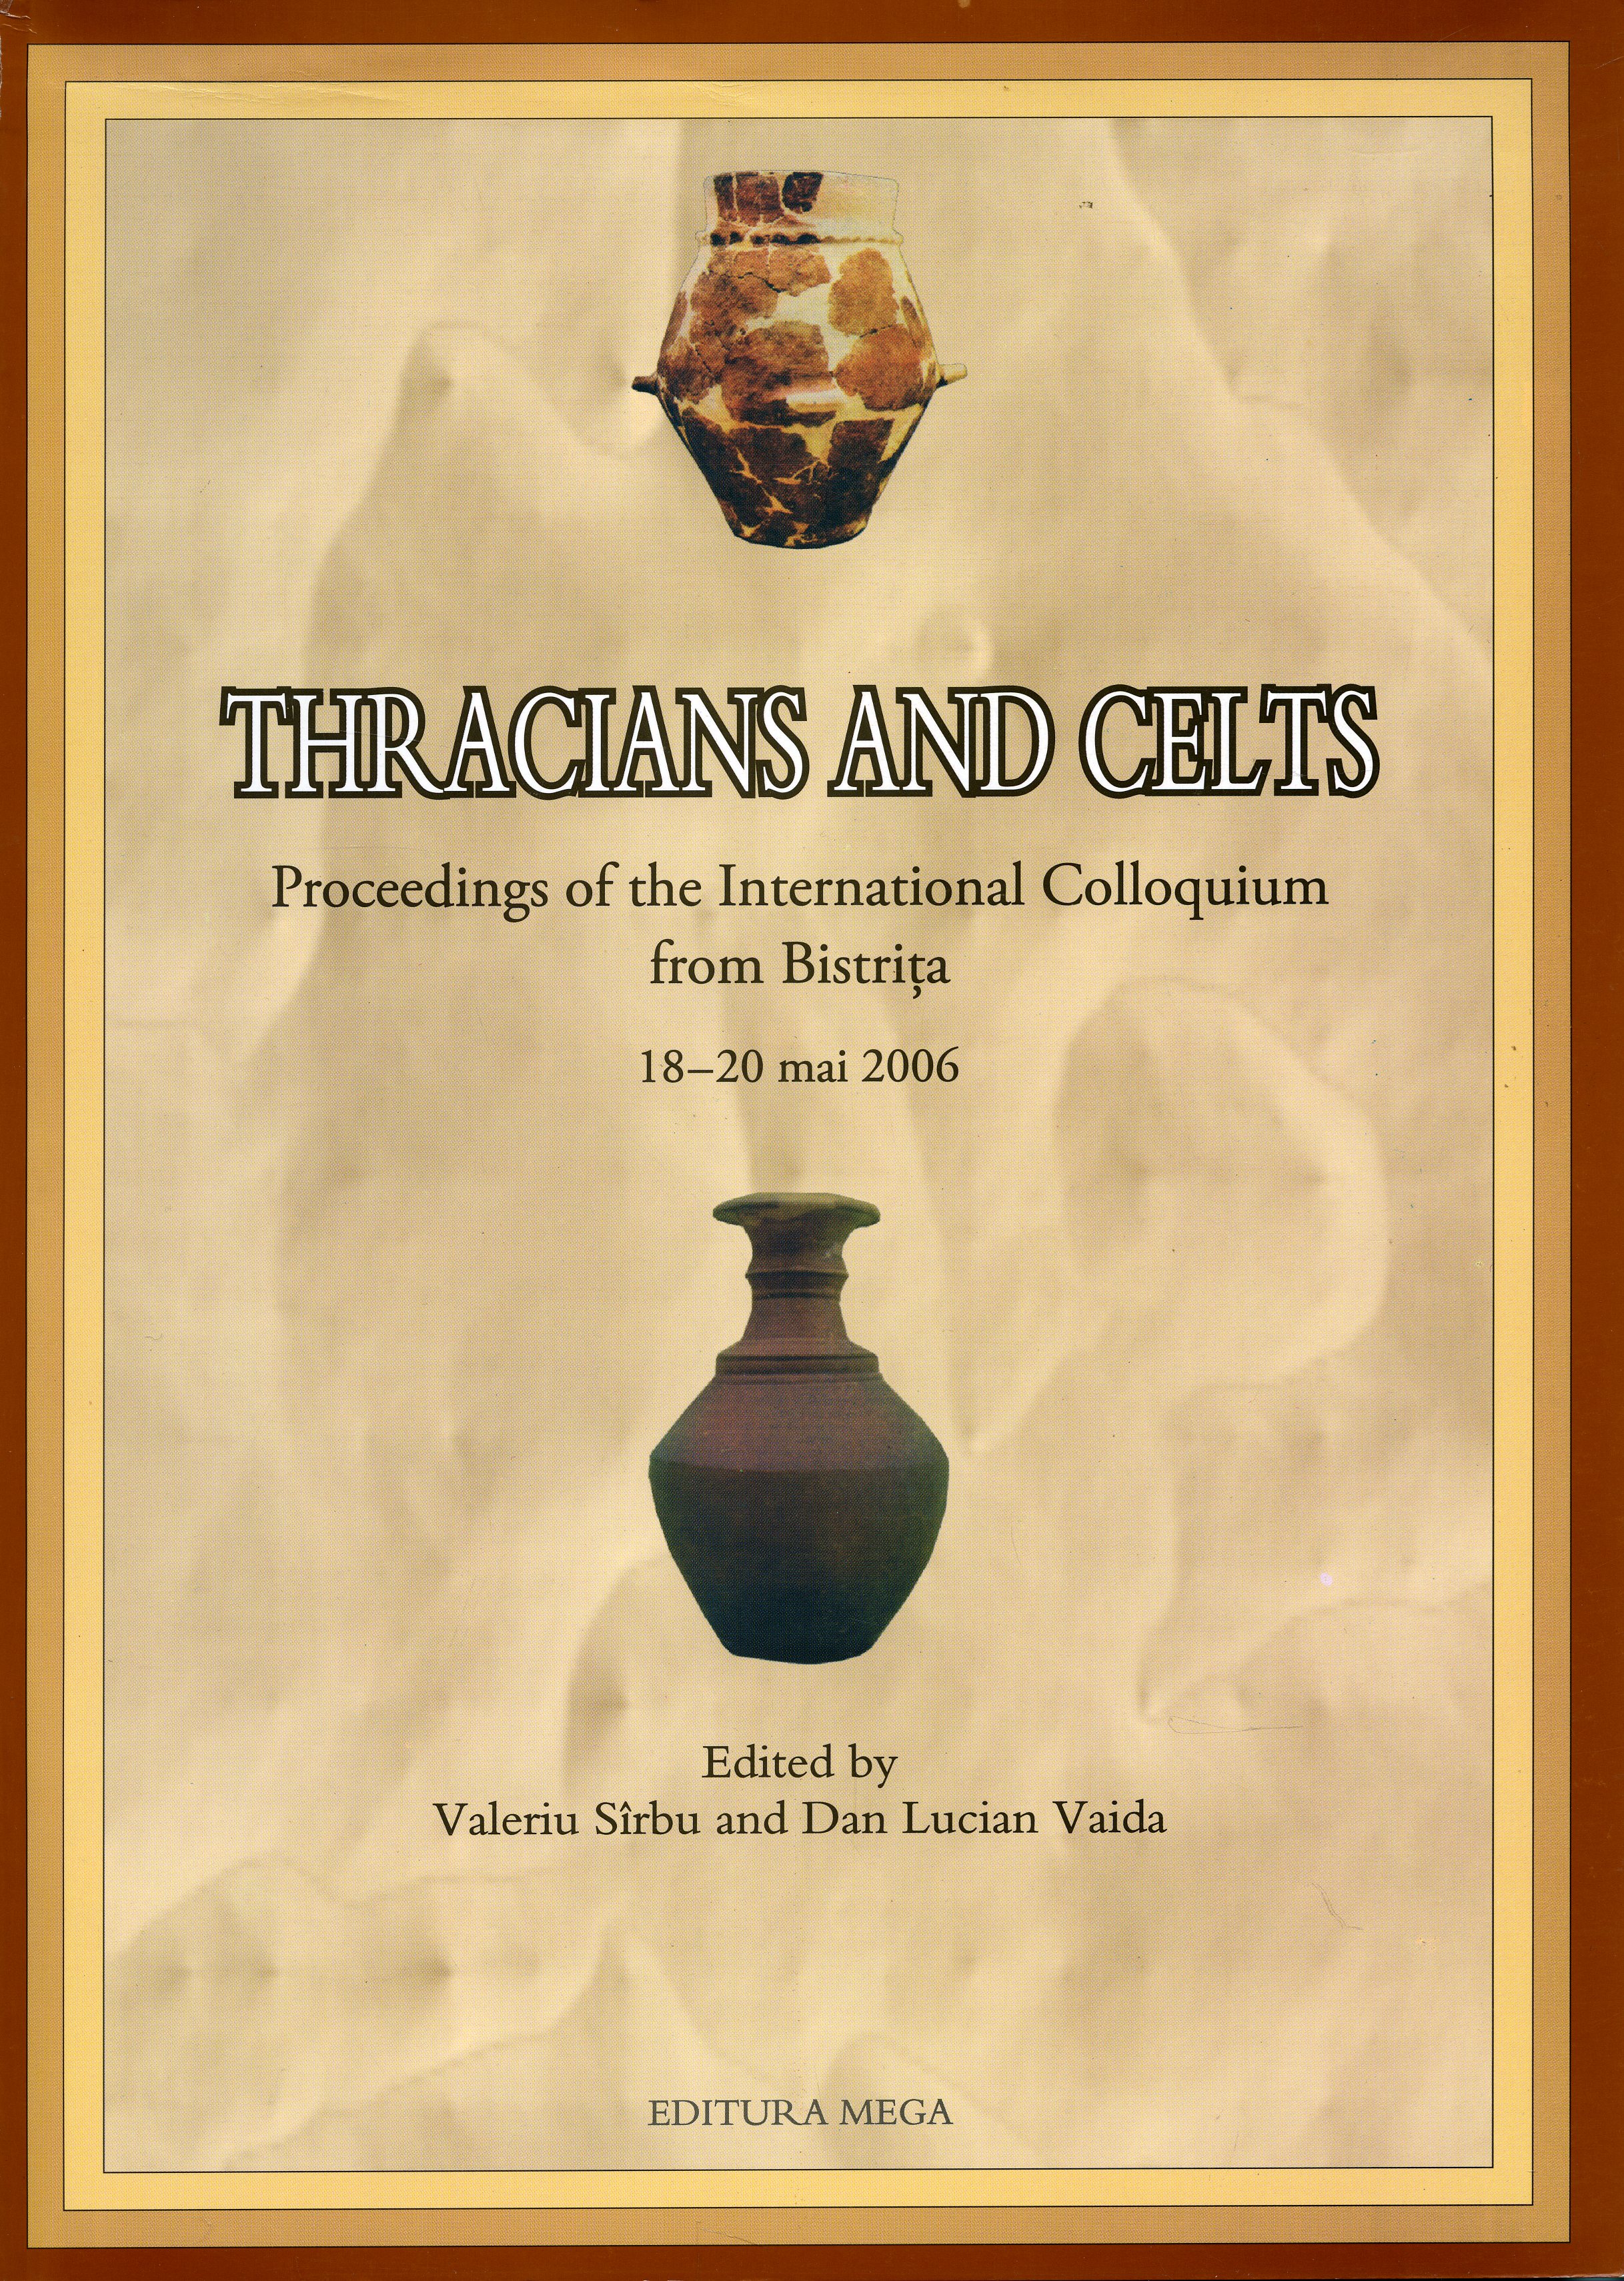 THRACIANS AND CELTS
Proceedings of the International Colloquium
from Bistrița
18–20 mai 2006
Edited by
Valeriu Sîrbu and Dan Lucian Vaida
EDITURA MEGA